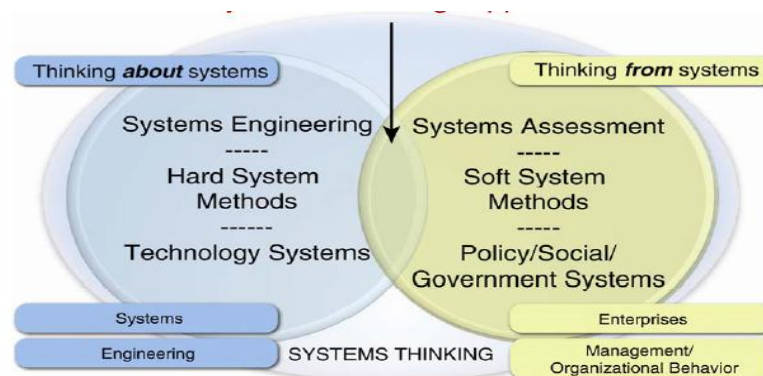 Thinking about systems
Thinking from systems
Systems Engineering
-----
Hard System
Methods
------
Technology Systems
Systems Assessment
-----
Soft System
Methods
-----
Policy/Social/
Government Systems
Systems
Engineering
SYSTEMS THINKING
Enterprises
Management/
Organizational Behavior